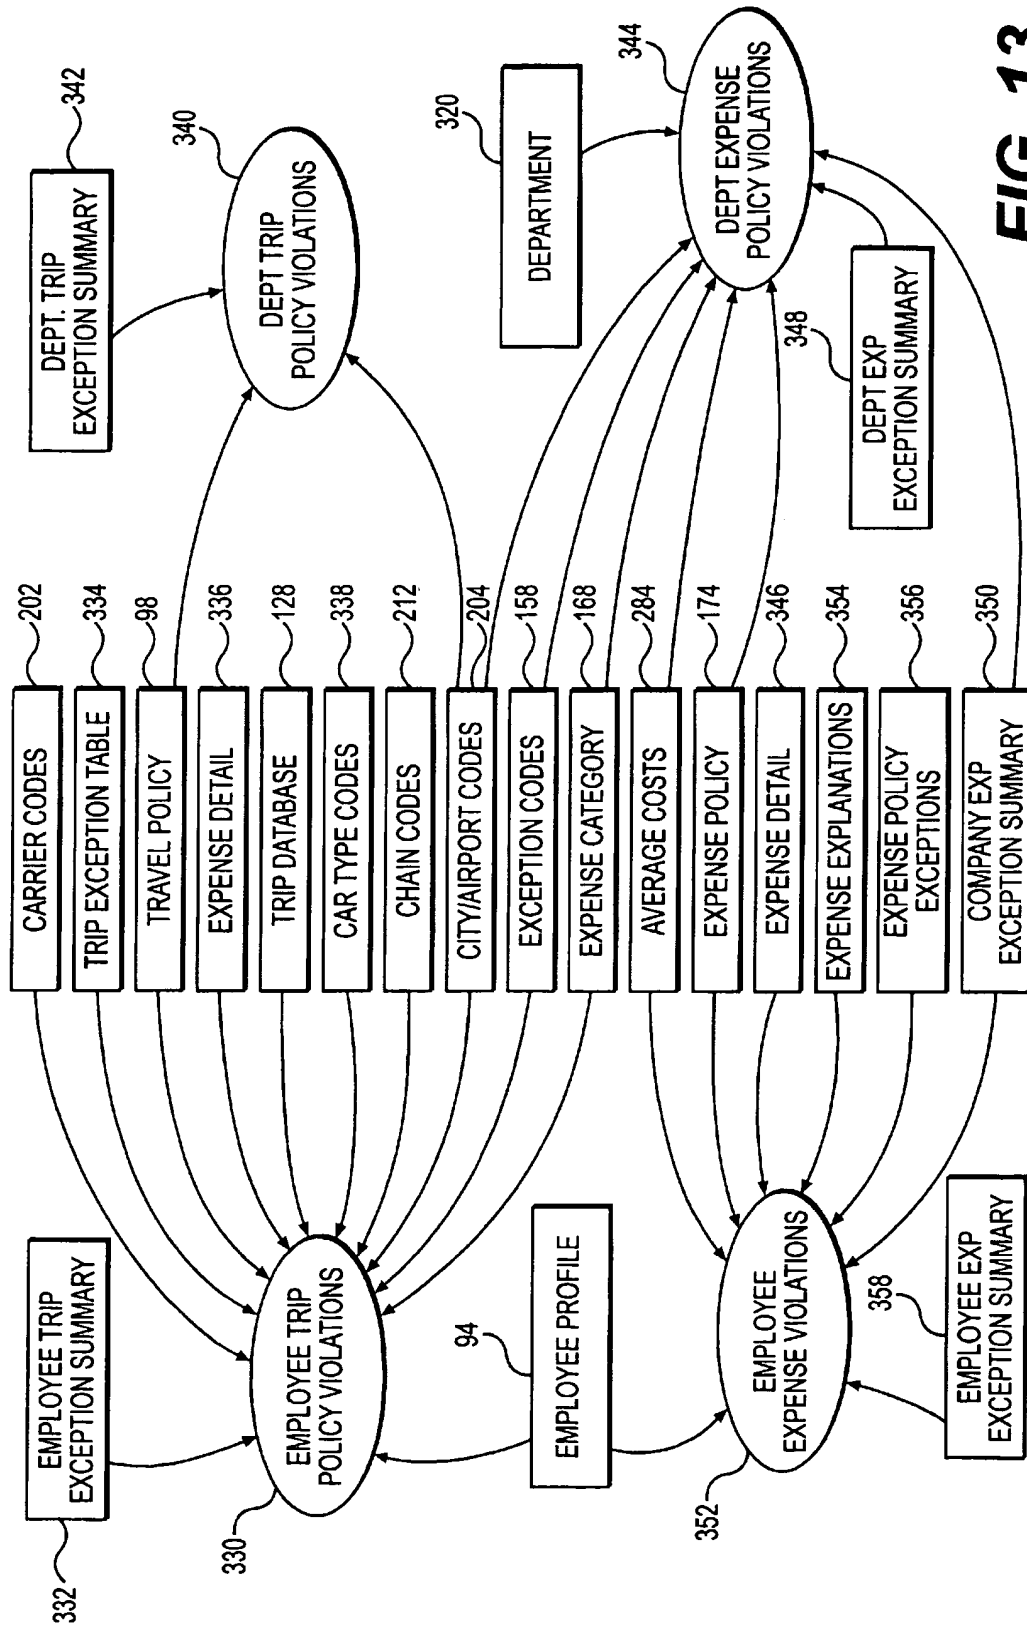 EMPLOYEE TRIP
EXCEPTION SUMMARY
332
EMPLOYEE TRIP
POLICY VIOLATIONS
330
94
EMPLOYEE PROFILE
EMPLOYEE
EXPENSE VIOLATIONS
352
358
EMPLOYEE EXP
EXCEPTION SUMMARY
CARRIER CODES
202
TRIP EXCEPTION TABLE
334
TRAVEL POLICY
98
EXPENSE DETAIL
336
TRIP DATABASE
128
CAR TYPE CODES
338
CHAIN CODES
212
CITY/AIRPORT CODES
204
EXCEPTION CODES
158
EXPENSE CATEGORY
168
AVERAGE COSTS
284
EXPENSE POLICY
174
EXPENSE DETAIL
346
EXPENSE EXPLANATIONS
354
EXPENSE POLICY
EXCEPTIONS
356
COMPANY EXP
EXCEPTION SUMMARY
350
DEPT. TRIP
EXCEPTION SUMMARY
342
DEPT TRIP
POLICY VIOLATIONS
340
DEPARTMENT
320
DEPT EXPENSE
POLICY VIOLATIONS
344
348
DEPT EXP
EXCEPTION SUMMARY
FIG. 13